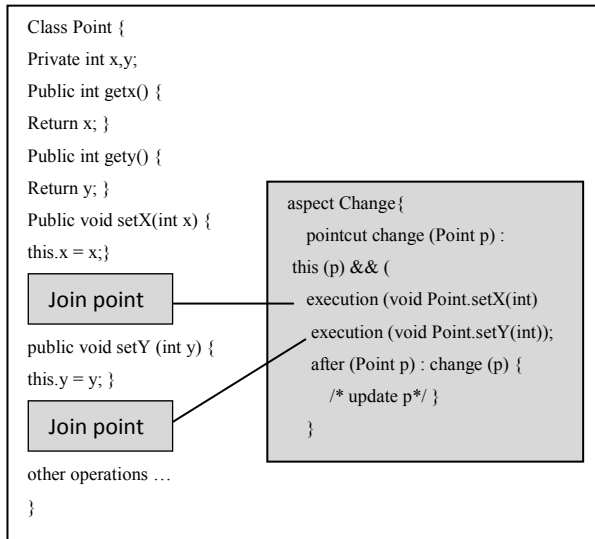 Class Point {
Private int x,y;
Public int getx() {
Return x; }
Public int gety() {
Return y; }
Public void setX(int x) {
this.x = x;}
Join point
public void setY (int y) {
this.y = y; }
Join point
other operations …
}
aspect Change{
pointcut change (Point p) :
this (p) && (
execution (void Point.setX(int)
execution (void Point.setY(int));
after (Point p) : change (p) {
/* update p*/ }
}